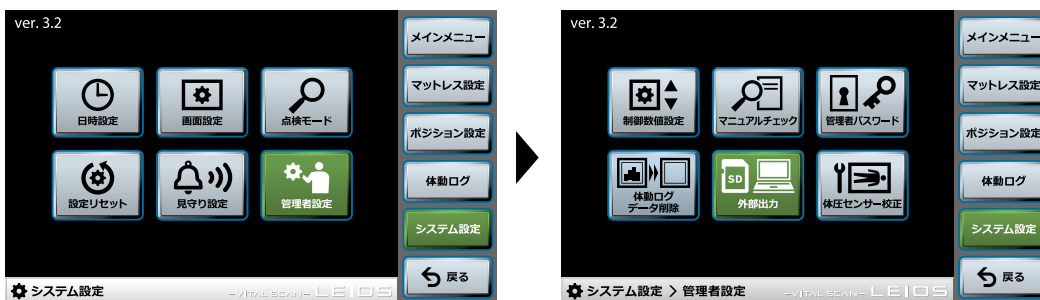 ver. 3.2
日時設定
画面設定
点検モード
設定リセット
見守り設定
管理者設定
メインメニュー
マットレス設定
ポジション設定
体動ログ
システム設定
戻る
システム設定
-VITAL SCAN- LEIOS
ver. 3.2
制御数値設定
マニュアルチェック
管理者パスワード
体動ログ
データ削除
SD
外部出力
体圧センサー校正
メインメニュー
マットレス設定
ポジション設定
体動ログ
システム設定
戻る
システム設定 > 管理者設定
-VITAL SCAN- LEIOS